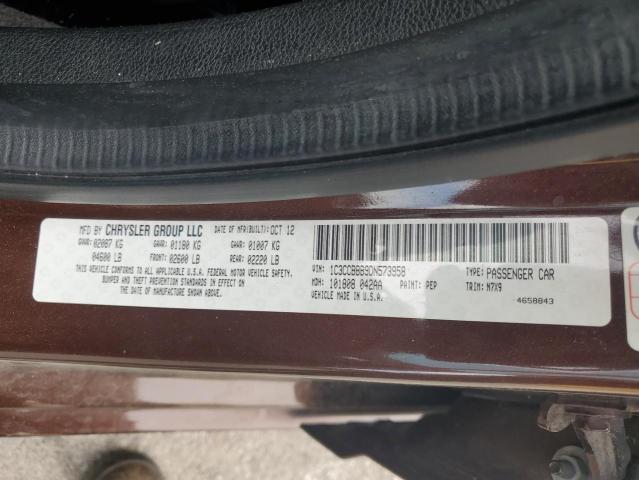 MFD BY CHRYSLER GROUP LLC DATE OF MFR(BUILT): OCT 12
GVWR: 02087 KG GAWR: 01180 KG GAWR: 01007 KG
04600 LB FRONT: 02600 LB REAR: 02220 LB
THIS VEHICLE CONFORMS TO ALL APPLICABLE U.S.A. FEDERAL MOTOR VEHICLE SAFETY,
BUMPER AND THEFT PREVENTION STANDARDS IN EFFECT ON
THE DATE OF MANUFACTURE SHOWN ABOVE.
VIN: 1C3CCBBB9DN573958 TYPE: PASSENGER CAR
MDH: 101808 042AA PAINT: PEP TRIM: N7X9
VEHICLE MADE IN: U.S.A.
4658843